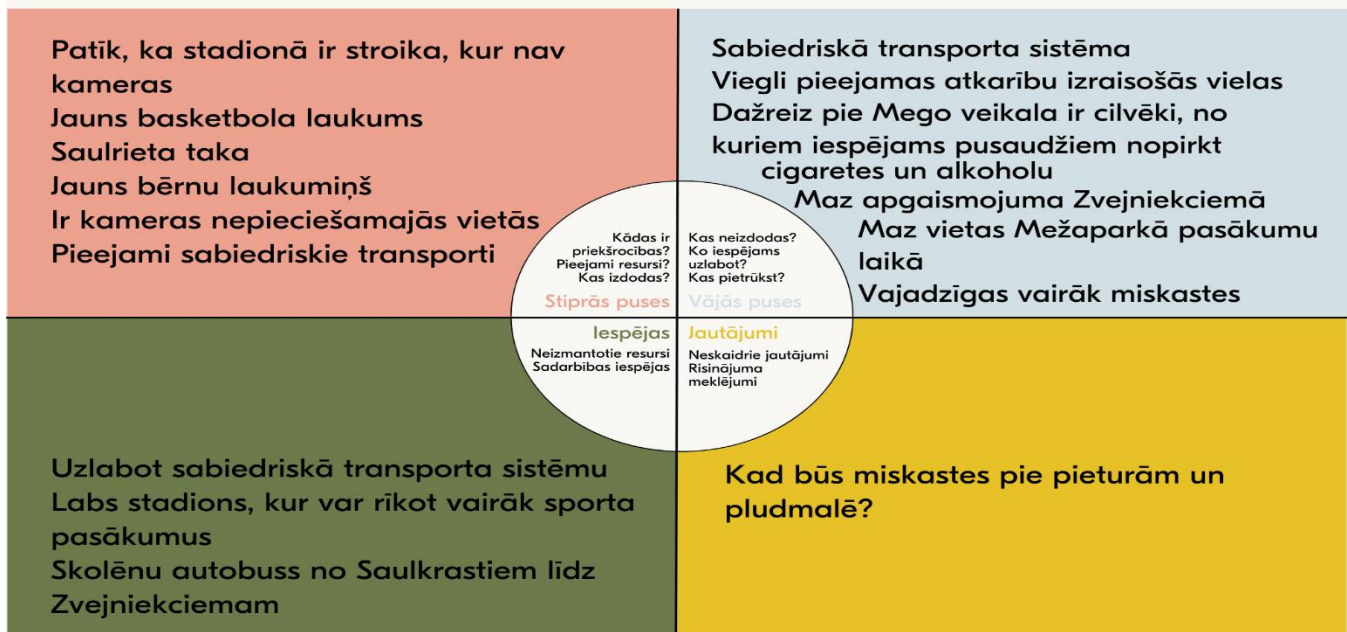 Patīk, ka stadionā ir stroika, kur nav
kameras
Jauns basketbola laukums
Saulrieta taka
Jauns bērnu laukumiņš
Ir kameras nepieciešamajās vietās
Pieejami sabiedriskie transporti
Sabiedriskā transporta sistēma
Viegli pieejamas atkarību izraisošās vielas
Dažreiz pie Mego veikala ir cilvēki, no
kuriem iespējams pusaudžiem nopirkt
cigaretes un alkoholu
Maz apgaismojuma Zvejniekciemā
Maz vietas Mežaparkā pasākumu
laikā
Vajadzīgas vairāk miskastes
Kādas ir
priekšrocības?
Pieejami resursi?
Kas izdodas?
Stiprās puses
Kas neizdodas?
Ko iespējams
uzlabot?
Kas pietrūkst?
Vājās puses
Iespējas
Neizmantotie resursi
Sadarbības iespējas
Jautājumi
Neskaidrie jautājumi
Risinājuma
meklējumi
Uzlabot sabiedriskā transporta sistēmu
Labs stadions, kur var rīkot vairāk sporta
pasākumus
Skolēnu autobuss no Saulkrastiem līdz
Zvejniekciemam
Kad būs miskastes pie pieturām un
pludmalē?